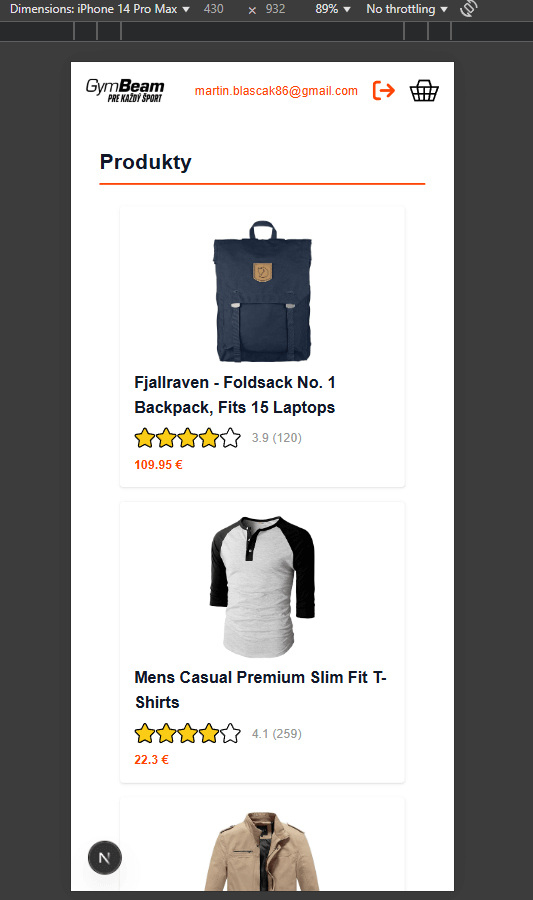 Dimensions: iPhone 14 Pro Max ▼ 430 × 932 89% ▼ No throttling ▼
GymBeam
PRE KAŽDÝ ŠPORT
martin.blascak86@gmail.com
Produkty
Fjallraven - Foldsack No. 1
Backpack, Fits 15 Laptops
3.9 (120)
109.95 €
Mens Casual Premium Slim Fit T-
Shirts
4.1 (259)
22.3 €
N